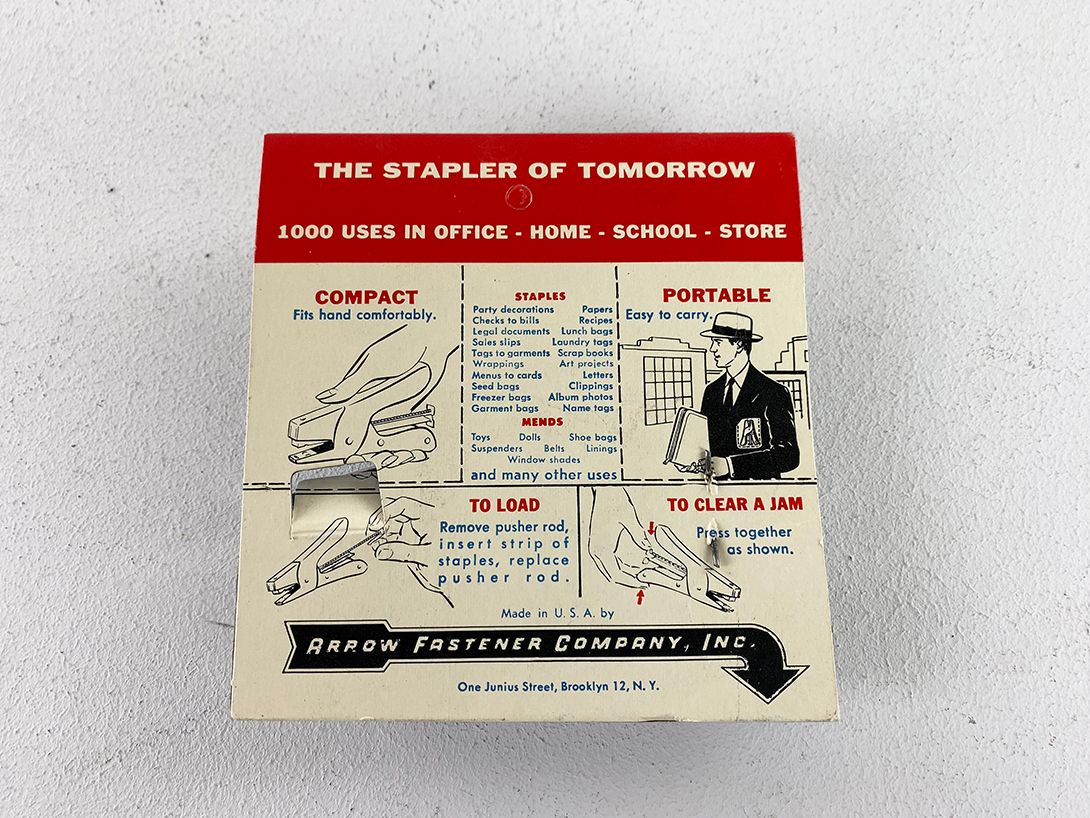 THE STAPLER OF TOMORROW
1000 USES IN OFFICE - HOME - SCHOOL - STORE
COMPACT
Fits hand comfortably.
STAPLES
Party decorations Papers
Checks to bills Recipes
Legal documents Lunch bags
Sales slips Laundry tags
Tags to garments Scrap books
Wrappings Art projects
Menus to cards Letters
Seed bags Clippings
Freezer bags Album photos
Garment bags Name tags
MENDS
Toys Dolls Shoe bags
Suspenders Belts Linings
Window shades
and many other uses
PORTABLE
Easy to carry.
TO LOAD
Remove pusher rod,
insert strip of
staples, replace
pusher rod.
TO CLEAR A JAM
Press together
as shown.
Made in U. S. A. by
ARROW FASTENER COMPANY, INC.
One Junius Street, Brooklyn 12, N. Y.